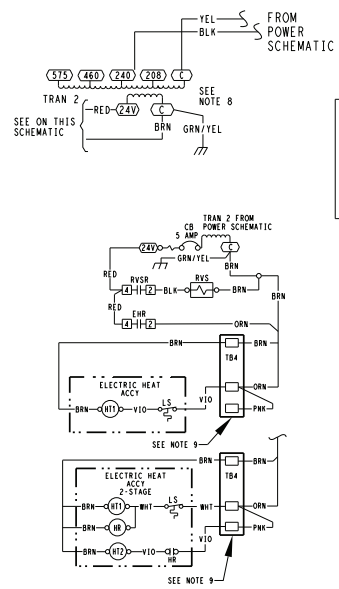 YEL FROM
BLK POWER
SCHEMATIC
575 460 240 208 C
TRAN 2 SEE
NOTE 8
RED 24V C
SEE ON THIS
SCHEMATIC
BRN GRN/YEL
TRAN 2 FROM
POWER SCHEMATIC
CB
5 AMP
24V C
GRN/YEL
BRN
RED RVSR RVS
4 2 BLK BRN BRN
RED EHR
4 2 ORN
BRN BRN
TB4
ELECTRIC HEAT
ACCY
BRN HT1 VIO LS VIO ORN
PNK
SEE NOTE 9
BRN BRN
TB4
ELECTRIC HEAT
ACCY
2-STAGE
BRN HT1 WHT LS WHT ORN
BRN HR PNK
VIO
BRN HT2 VIO HR
SEE NOTE 9